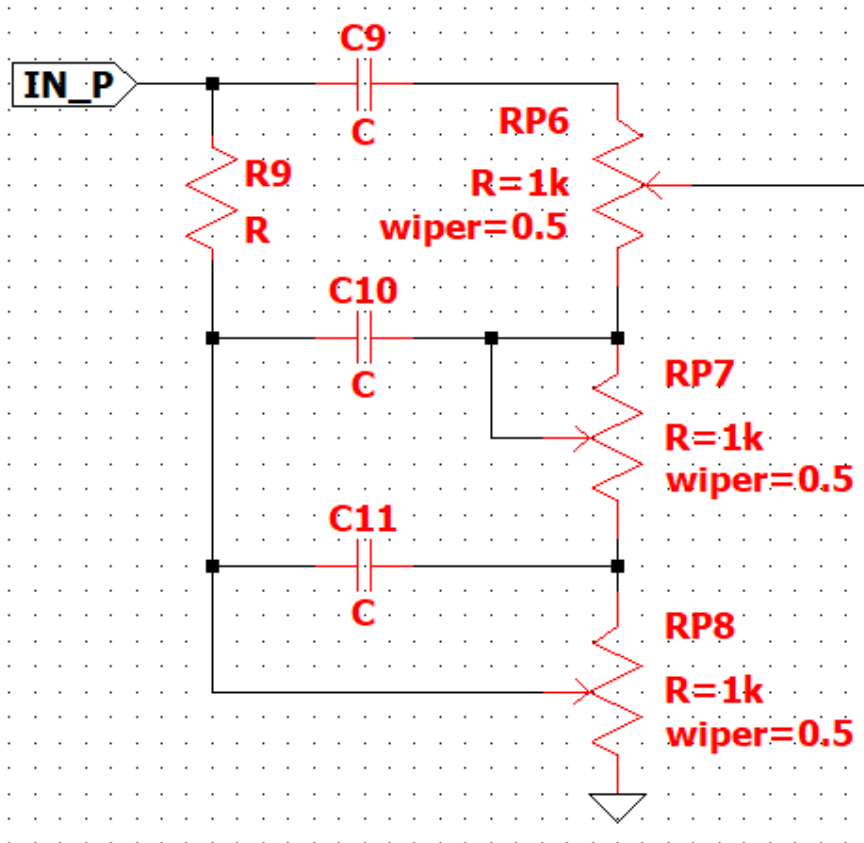 C9
IN_P
C
RP6
R9
R=1k
R
wiper=0.5
C10
C
RP7
R=1k
wiper=0.5
C11
C
RP8
R=1k
wiper=0.5